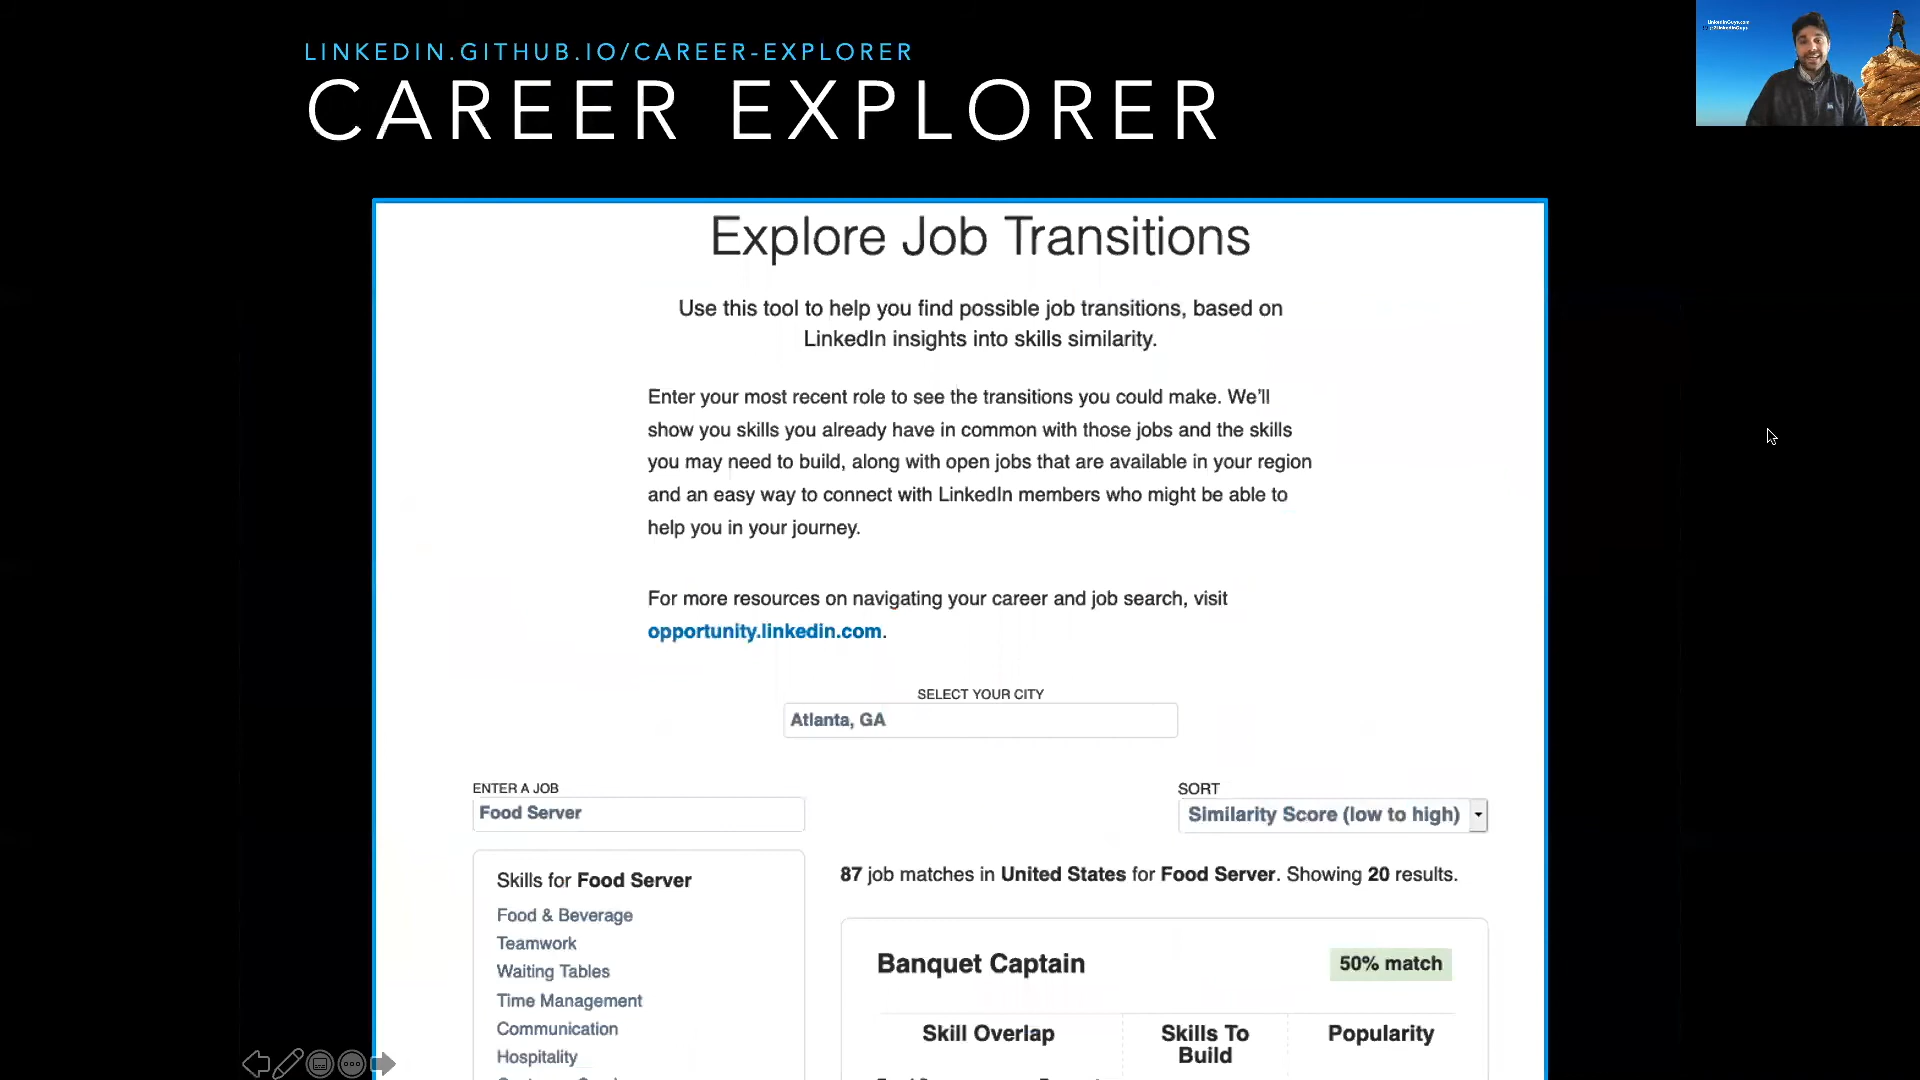 LINKEDIN.GITHUB.IO/CAREER-EXPLORER
CAREER EXPLORER
LinkedInGuys.com
Explore Job Transitions
Use this tool to help you find possible job transitions, based on
LinkedIn insights into skills similarity.
Enter your most recent role to see the transitions you could make. We'll
show you skills you already have in common with those jobs and the skills
you may need to build, along with open jobs that are available in your region
and an easy way to connect with LinkedIn members who might be able to
help you in your journey.
For more resources on navigating your career and job search, visit
opportunity.linkedin.com.
SELECT YOUR CITY
Atlanta, GA
ENTER A JOB
Food Server
SORT
Similarity Score (low to high)
Skills for Food Server
Food & Beverage
Teamwork
Waiting Tables
Time Management
Communication
Hospitality
87 job matches in United States for Food Server. Showing 20 results.
Banquet Captain
50% match
Skill Overlap
Skills To
Build
Popularity